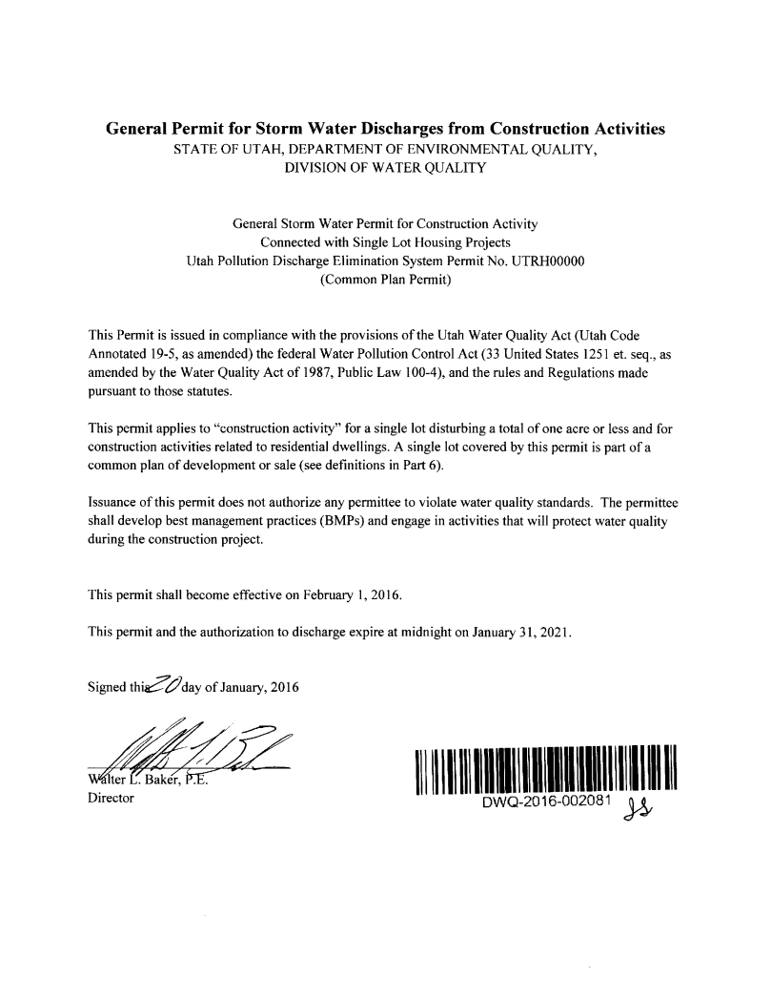 General Permit for Storm Water Discharges from Construction Activities
STATE OF UTAH, DEPARTMENT OF ENVIRONMENTAL QUALITY,
DIVISION OF WATER QUALITY
General Storm Water Permit for Construction Activity
Connected with Single Lot Housing Projects
Utah Pollution Discharge Elimination System Permit No. UTRH00000
(Common Plan Permit)
This Permit is issued in compliance with the provisions of the Utah Water Quality Act (Utah Code
Annotated 19-5, as amended) the federal Water Pollution Control Act (33 United States 1251 et. seq., as
amended by the Water Quality Act of 1987, Public Law 100-4), and the rules and Regulations made
pursuant to those statutes.
This permit applies to “construction activity” for a single lot disturbing a total of one acre or less and for
construction activities related to residential dwellings. A single lot covered by this permit is part of a
common plan of development or sale (see definitions in Part 6).
Issuance of this permit does not authorize any permittee to violate water quality standards. The permittee
shall develop best management practices (BMPs) and engage in activities that will protect water quality
during the construction project.
This permit shall become effective on February 1, 2016.
This permit and the authorization to discharge expire at midnight on January 31, 2021.
Signed this 20 day of January, 2016
Walter L. Baker, P.E.
Director
DWQ-2016-002081